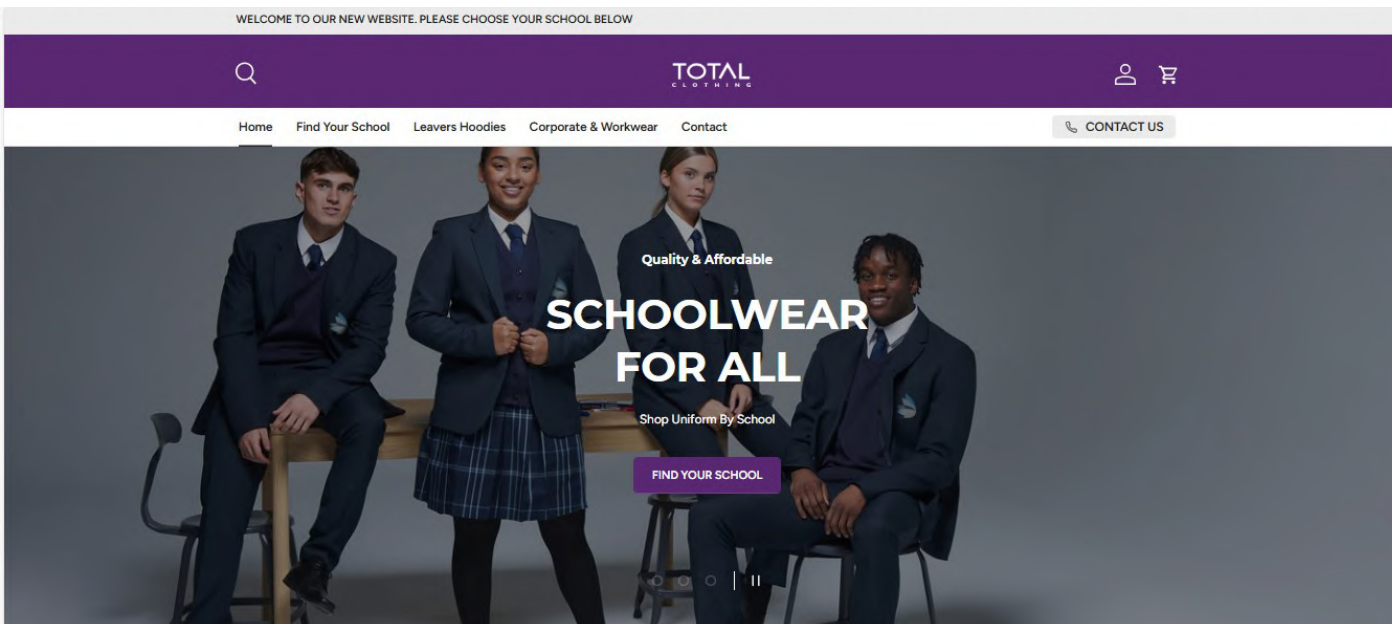 WELCOME TO OUR NEW WEBSITE. PLEASE CHOOSE YOUR SCHOOL BELOW
TOTAL
CLOTHING
Home Find Your School Leavers Hoodies Corporate & Workwear Contact CONTACT US
Quality & Affordable
SCHOOLWEAR
FOR ALL
Shop Uniform By School
FIND YOUR SCHOOL